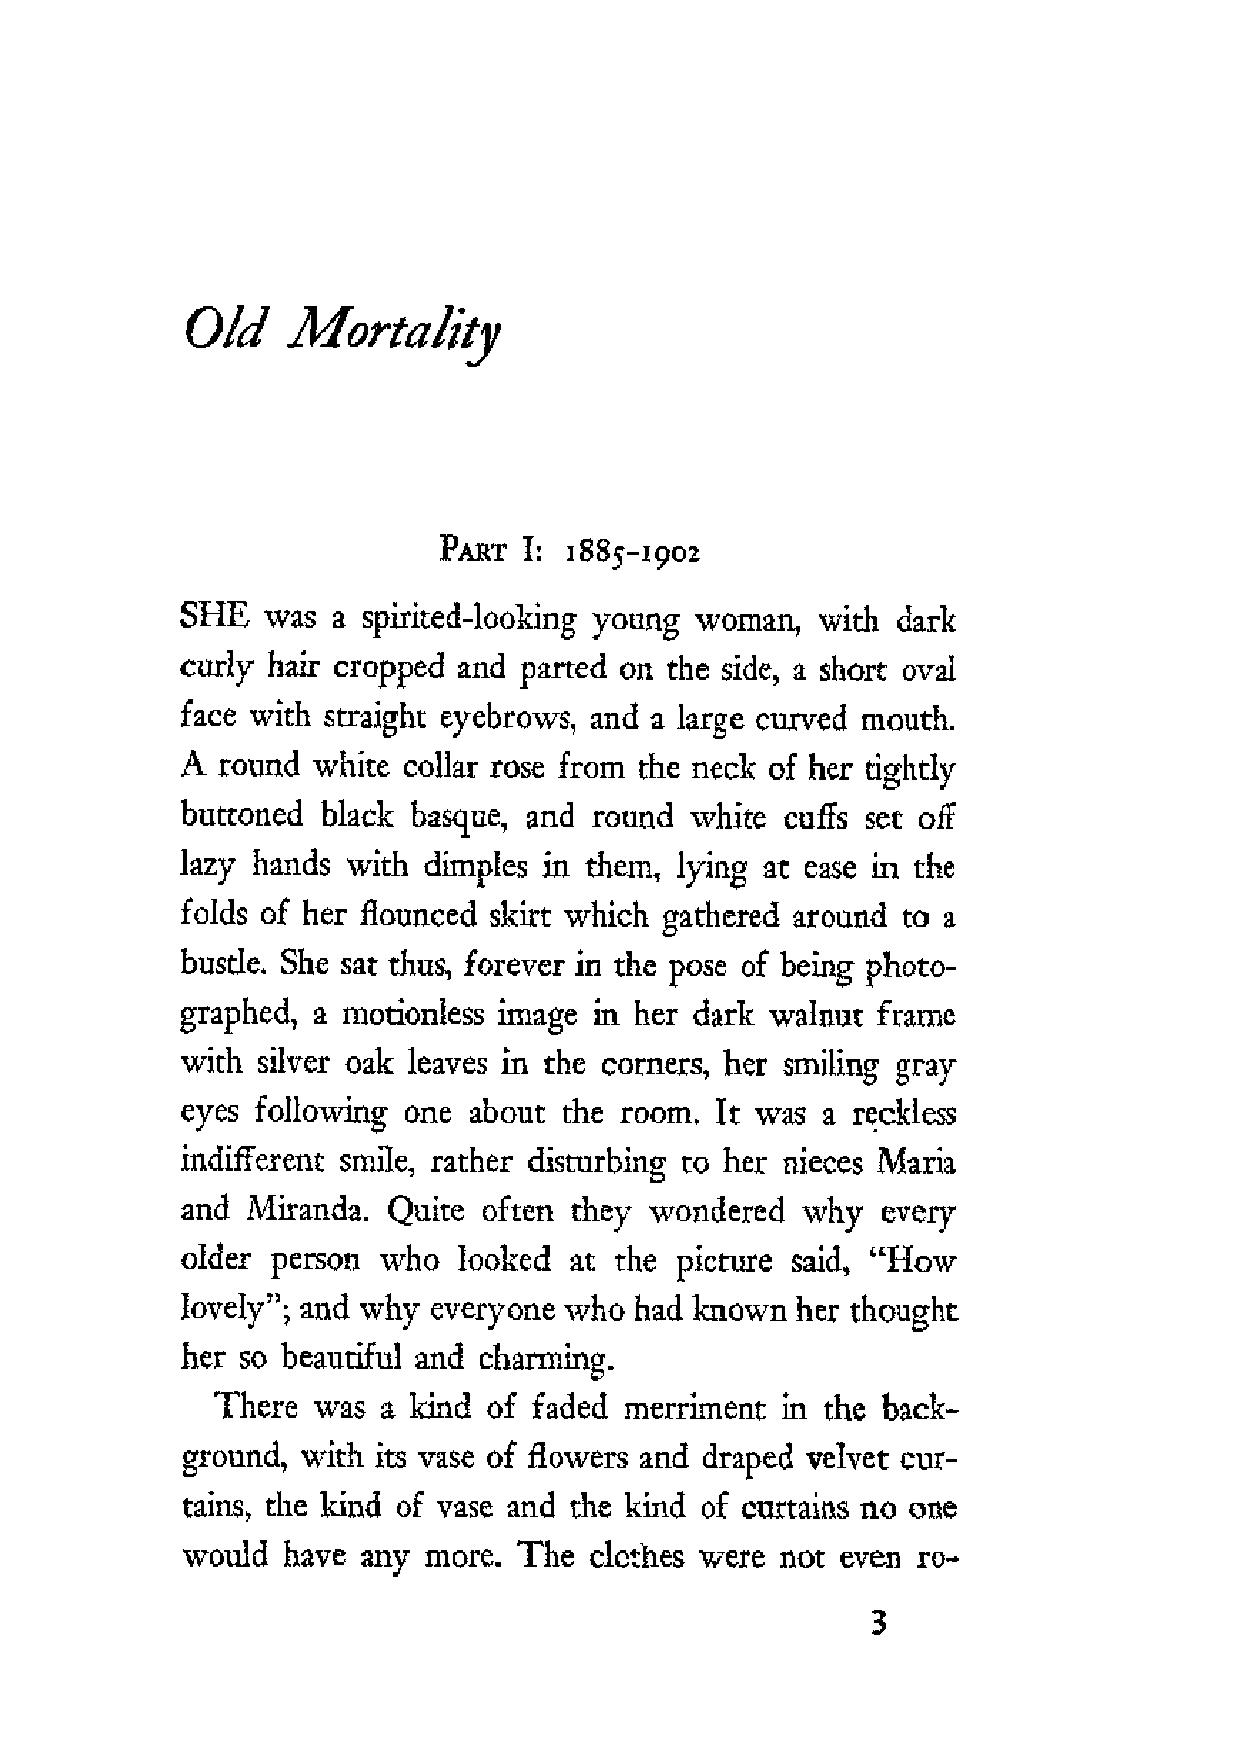 Old Mortality
PART I: 1885-1902
SHE was a spirited-looking young woman, with dark
curly hair cropped and parted on the side, a short oval
face with straight eyebrows, and a large curved mouth.
A round white collar rose from the neck of her tightly
buttoned black basque, and round white cuffs set off
lazy hands with dimples in them, lying at ease in the
folds of her flounced skirt which gathered around to a
bustle. She sat thus, forever in the pose of being photo-
graphed, a motionless image in her dark walnut frame
with silver oak leaves in the corners, her smiling gray
eyes following one about the room. It was a reckless
indifferent smile, rather disturbing to her nieces Maria
and Miranda. Quite often they wondered why every
older person who looked at the picture said, “How
lovely”; and why everyone who had known her thought
her so beautiful and charming.
There was a kind of faded merriment in the back-
ground, with its vase of flowers and draped velvet cur-
tains, the kind of vase and the kind of curtains no one
would have any more. The clothes were not even ro-
3